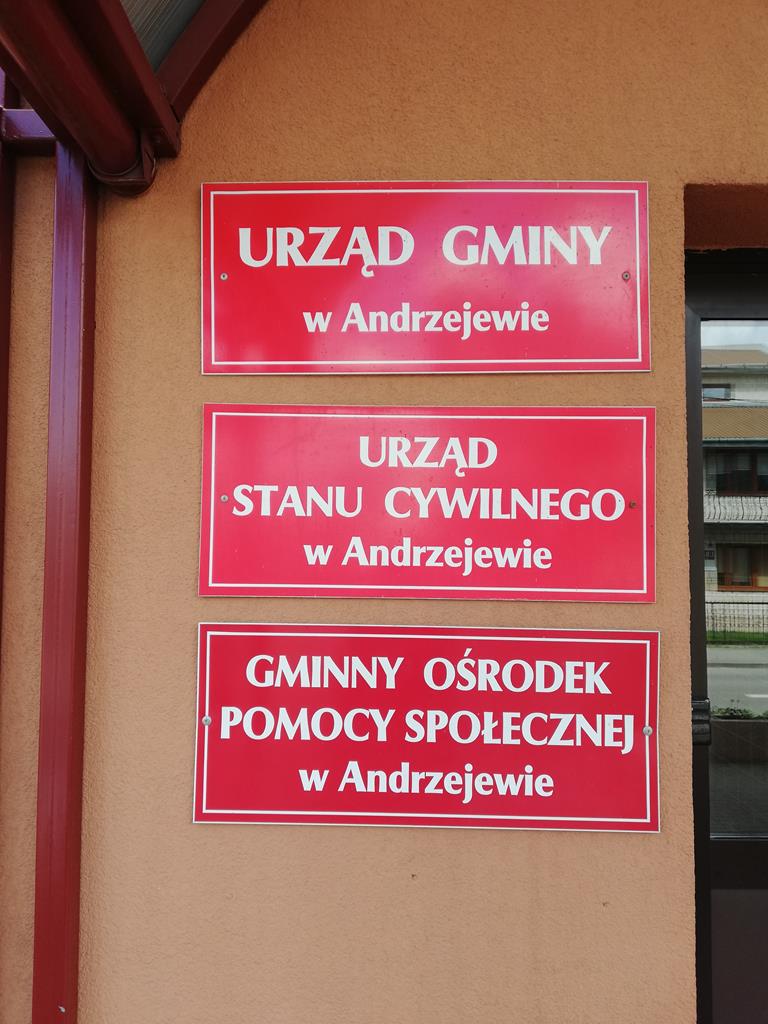 URZĄD GMINY
w Andrzejewie
URZĄD
STANU CYWILNEGO
w Andrzejewie
GMINNY OŚRODEK
POMOCY SPOŁECZNEJ
w Andrzejewie